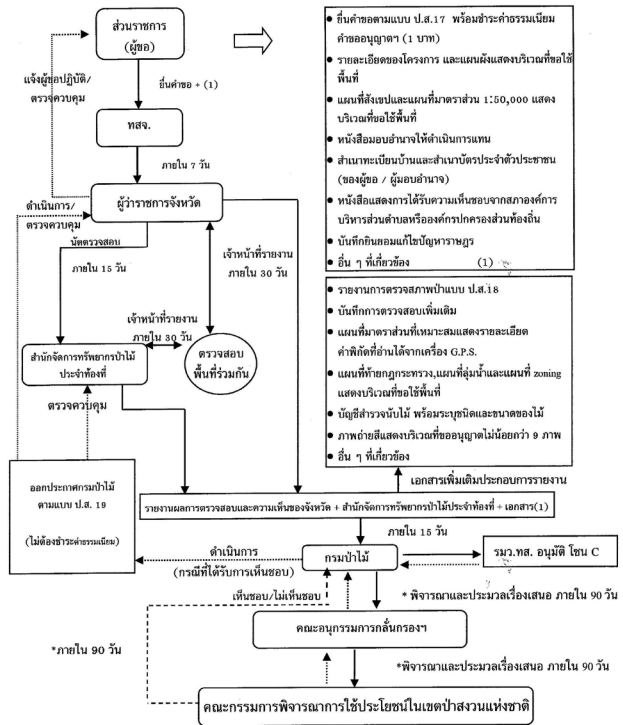 ส่วนราชการ
(ผู้ขอ)
แจ้งผู้ขอปฏิบัติ/
ตรวจควบคุม
ยื่นคำขอ + (1)
ทสจ.
ภายใน 7 วัน
ผู้ว่าราชการจังหวัด
ดำเนินการ/
ตรวจควบคุม
นัดตรวจสอบ
ภายใน 15 วัน
เจ้าหน้าที่รายงาน
ภายใน 30 วัน
เจ้าหน้าที่รายงาน
ภายใน 30 วัน
สำนักจัดการทรัพยากรป่าไม้
ประจำท้องที่
ตรวจสอบ
พื้นที่ร่วมกัน
ตรวจควบคุม
• ยื่นคำขอตามแบบ ป.ส.17 พร้อมชำระค่าธรรมเนียม
คำขออนุญาตฯ (1 บาท)
• รายละเอียดของโครงการ และแผนผังแสดงบริเวณที่ขอใช้
พื้นที่
• แผนที่สังเขปและแผนที่มาตราส่วน 1:50,000 แสดง
บริเวณที่ขอใช้พื้นที่
• หนังสือมอบอำนาจให้ดำเนินการแทน
• สำเนาทะเบียนบ้านและสำเนาบัตรประจำตัวประชาชน
(ของผู้ขอ / ผู้มอบอำนาจ)
• หนังสือแสดงการได้รับความเห็นชอบจากสภาองค์การ
บริหารส่วนตำบลหรือองค์กรปกครองส่วนท้องถิ่น
• บันทึกยินยอมแก้ไขปัญหาราษฎร
• อื่น ๆ ที่เกี่ยวข้อง (1)
• รายงานการตรวจสภาพป่าแบบ ป.ส.18
• บันทึกการตรวจสอบเพิ่มเติม
• แผนที่มาตราส่วนที่เหมาะสมแสดงรายละเอียด
ค่าพิกัดที่อ่านได้จากเครื่อง G.P.S.
• แผนที่ท้ายกฎกระทรวง,แผนที่ลุ่มน้ำและแผนที่ zoning
แสดงบริเวณที่ขอใช้พื้นที่
• บัญชีสำรวจนับไม้ พร้อมระบุชนิดและขนาดของไม้
• ภาพถ่ายสีแสดงบริเวณที่ขออนุญาตไม่น้อยกว่า 9 ภาพ
• อื่น ๆ ที่เกี่ยวข้อง
เอกสารเพิ่มเติมประกอบการรายงาน
ออกประกาศกรมป่าไม้
ตามแบบ ป.ส. 19
(ไม่ต้องชำระค่าธรรมเนียม)
รายงานผลการตรวจสอบและความเห็นของจังหวัด + สำนักจัดการทรัพยากรป่าไม้ประจำท้องที่ + เอกสาร(1)
ภายใน 15 วัน
ดำเนินการ
(กรณีที่ได้รับการเห็นชอบ)
กรมป่าไม้
รมว.ทส. อนุมัติ โซน C
เห็นชอบ/ไม่เห็นชอบ
* พิจารณาและประมวลเรื่องเสนอ ภายใน 90 วัน
คณะอนุกรรมการกลั่นกรองฯ
*ภายใน 90 วัน
*พิจารณาและประมวลเรื่องเสนอ ภายใน 90 วัน
คณะกรรมการพิจารณาการใช้ประโยชน์ในเขตป่าสงวนแห่งชาติ